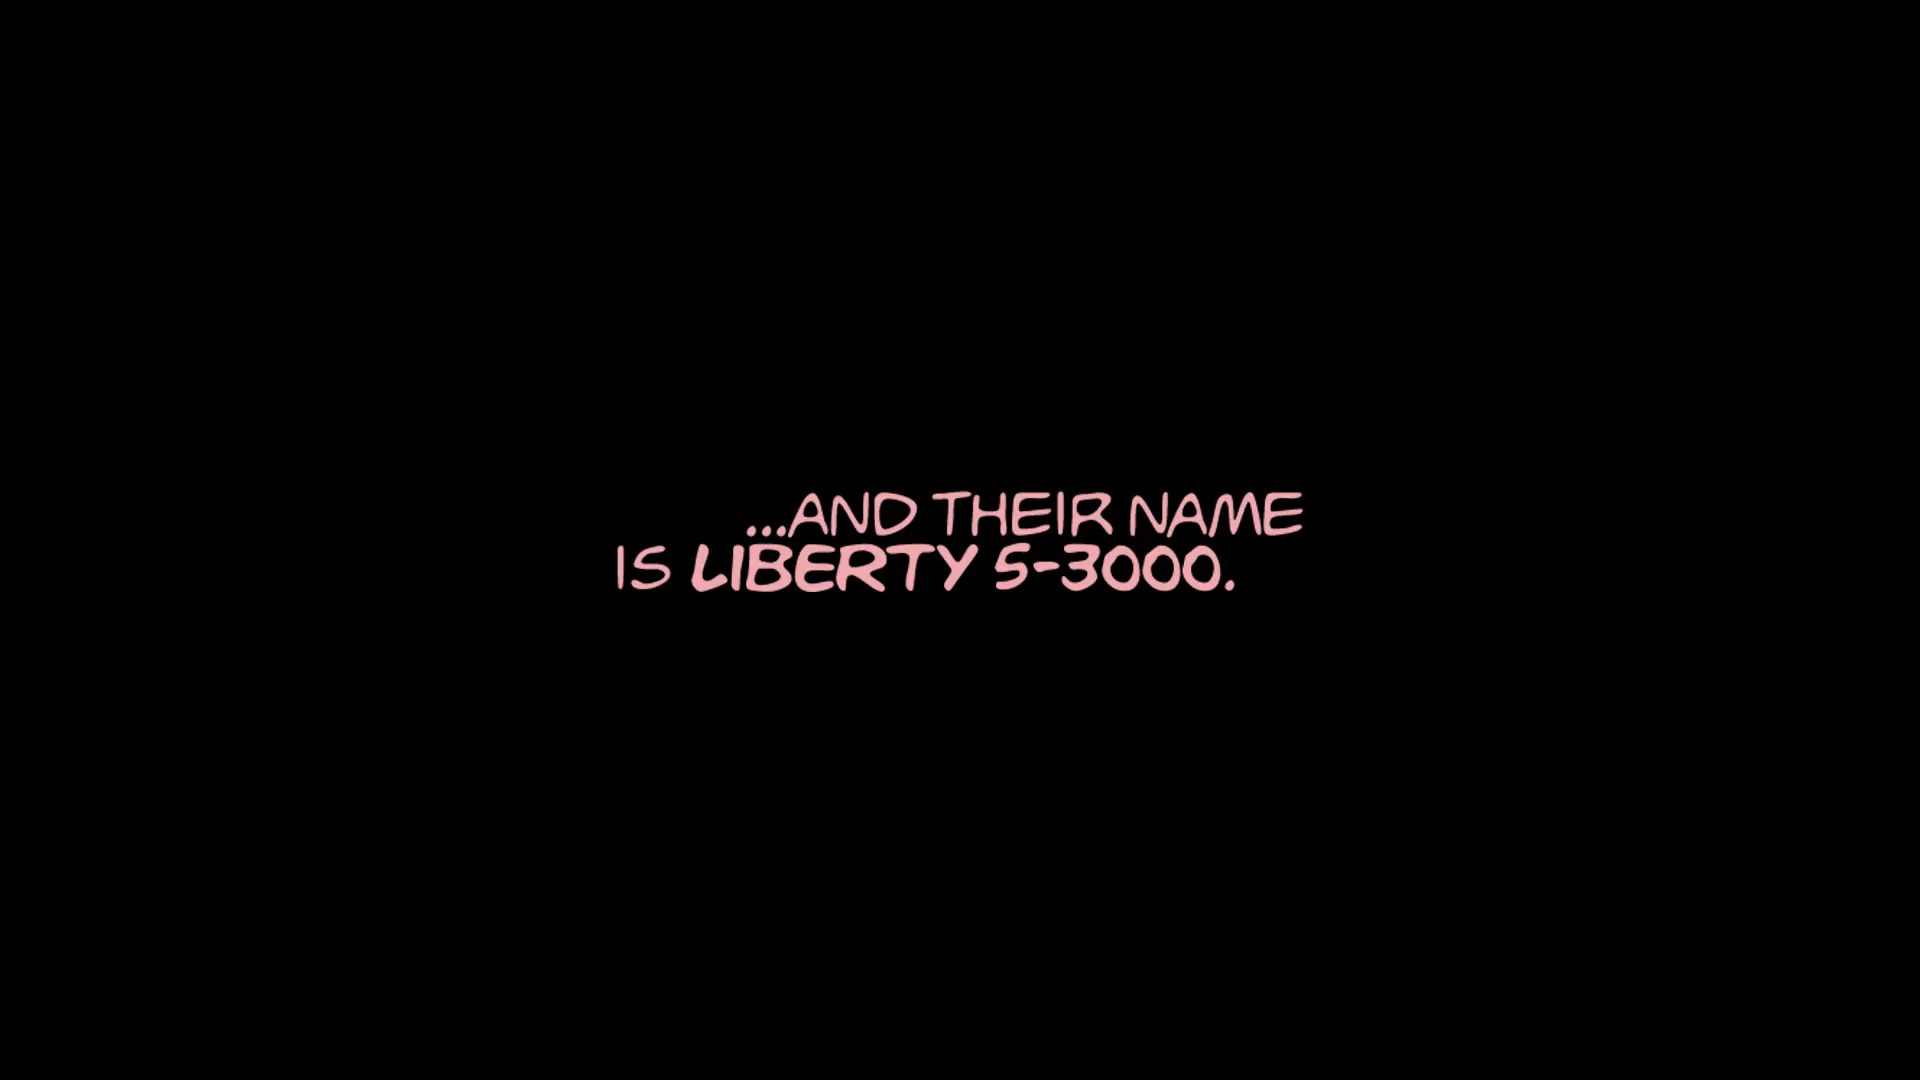 ...AND THEIR NAME
IS LIBERTY 5-3000.